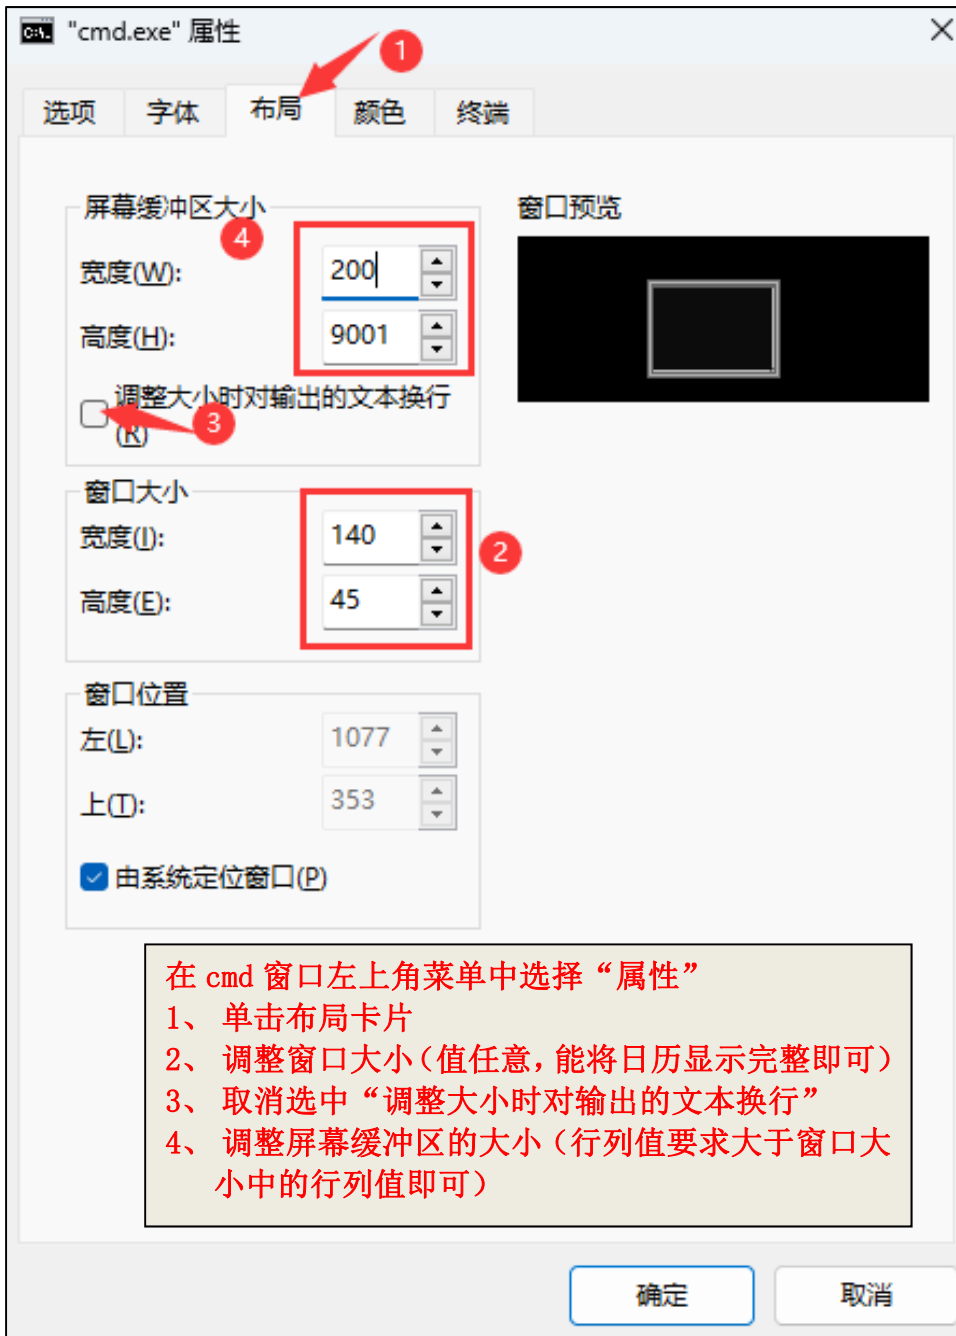 "cmd.exe" 属性
1
选项 字体 布局 颜色 终端
屏幕缓冲区大小
4
宽度(W): 200
高度(H): 9001
调整大小时对输出的文本换行
(R)
3
窗口预览
窗口大小
宽度(I): 140
高度(E): 45
2
窗口位置
左(L): 1077
上(T): 353
由系统定位窗口(P)
在 cmd 窗口左上角菜单中选择“属性”
1、 单击布局卡片
2、 调整窗口大小（值任意，能将日历显示完整即可）
3、 取消选中“调整大小时对输出的文本换行”
4、 调整屏幕缓冲区的大小（行列值要求大于窗口大
小中的行列值即可）
确定 取消